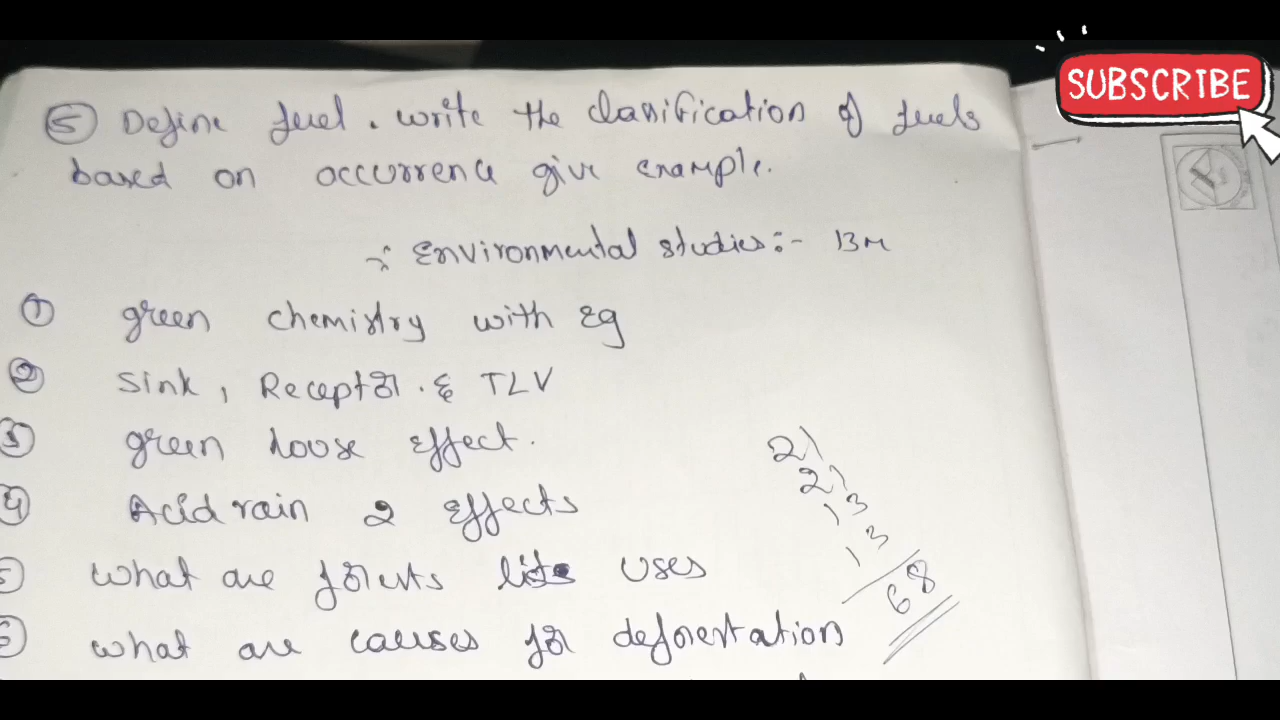 SUBSCRIBE
⑤ Define fuel. write the classification of fuels
based on occurrence give example.
∴ Environmental studies:- 13M
① green chemistry with Eg
② Sink, Receptor. & TLV
③ green house effect.
④ Acid rain 2 effects
5 what are forests list uses
6 what are causes for deforestation
21
21
13
13
68